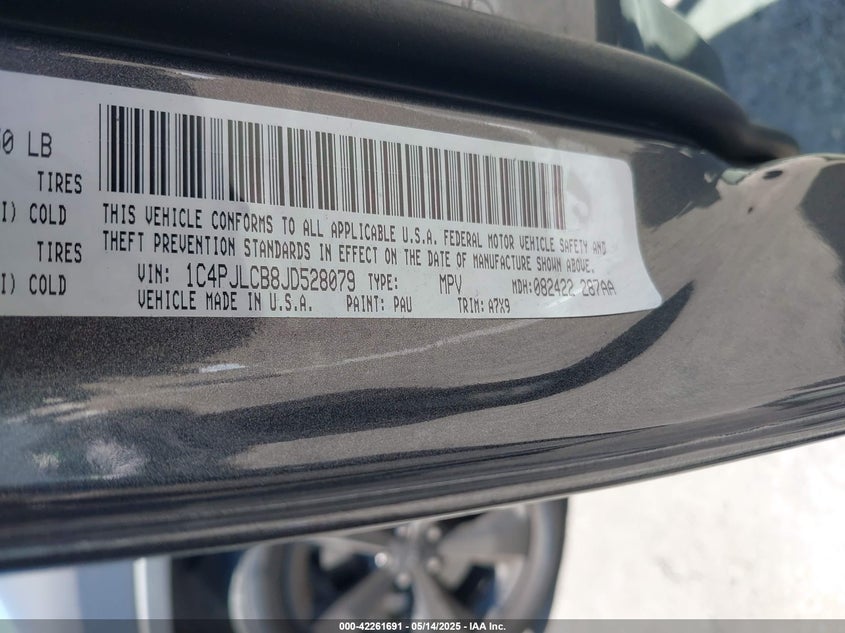 0 LB
TIRES
I) COLD
TIRES
I) COLD
THIS VEHICLE CONFORMS TO ALL APPLICABLE U.S.A. FEDERAL MOTOR VEHICLE SAFETY AND
THEFT PREVENTION STANDARDS IN EFFECT ON THE DATE OF MANUFACTURE SHOWN ABOVE.
VIN: 1C4PJLCB8JD528079 TYPE: MPV MDH:082422 287AA
VEHICLE MADE IN U.S.A. PAINT: PAU TRIM: A7X9
000-42261691 - 05/14/2025 - IAA Inc.